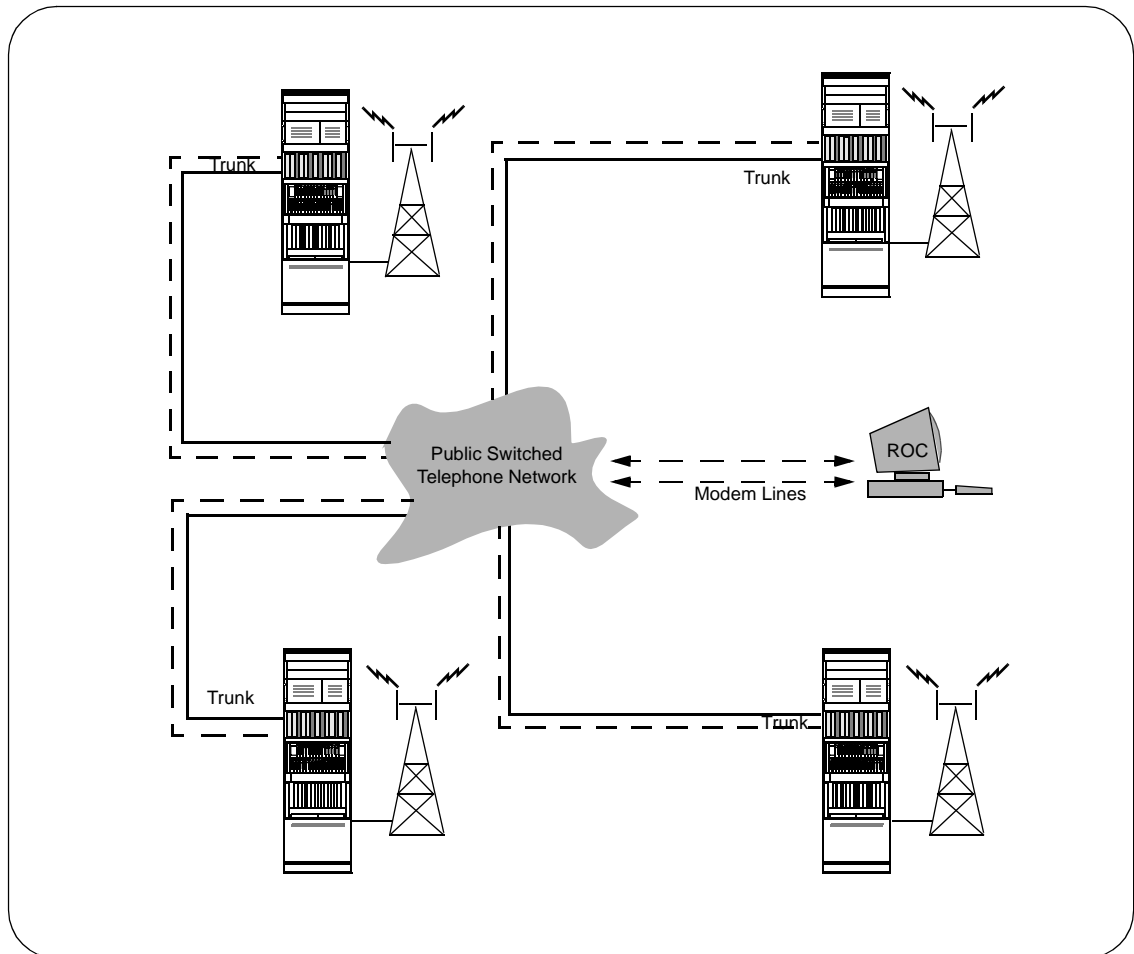 Trunk
Trunk
Public Switched
Telephone Network
ROC
Modem Lines
Trunk
Trunk